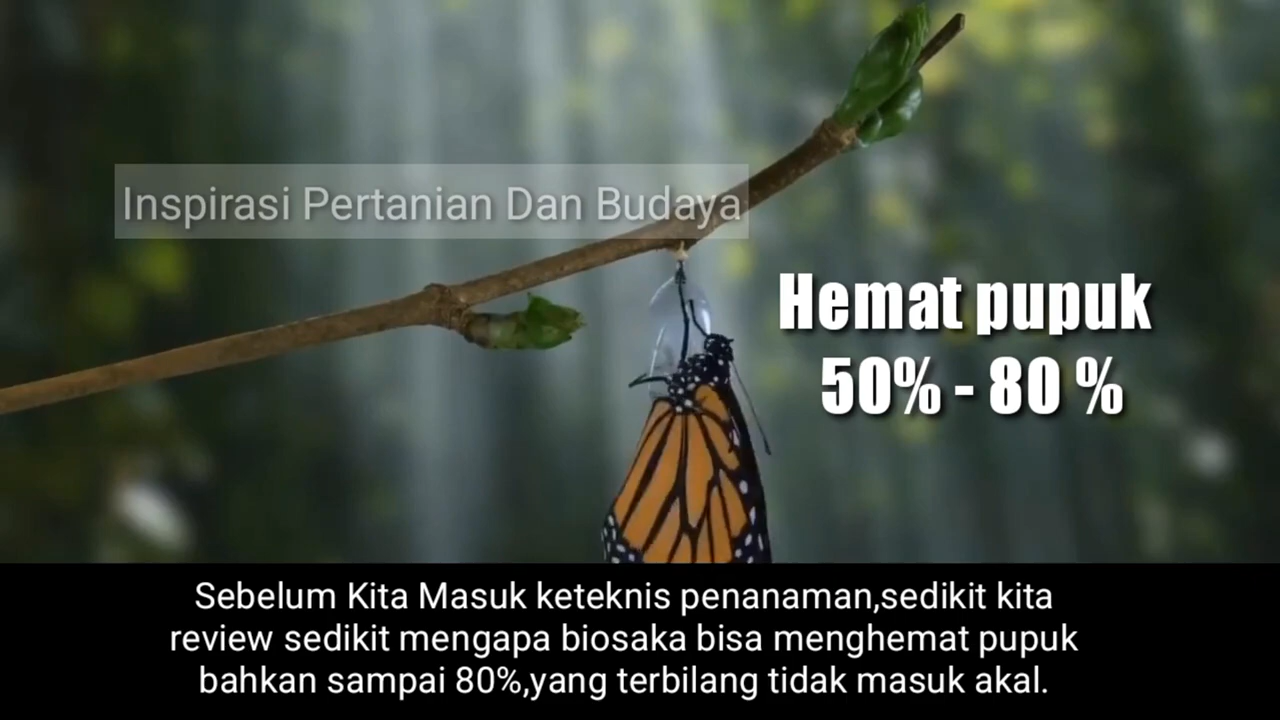 Inspirasi Pertanian Dan Budaya
Hemat pupuk
50% - 80 %
Sebelum Kita Masuk keteknis penanaman,sedikit kita
review sedikit mengapa biosaka bisa menghemat pupuk
bahkan sampai 80%,yang terbilang tidak masuk akal.